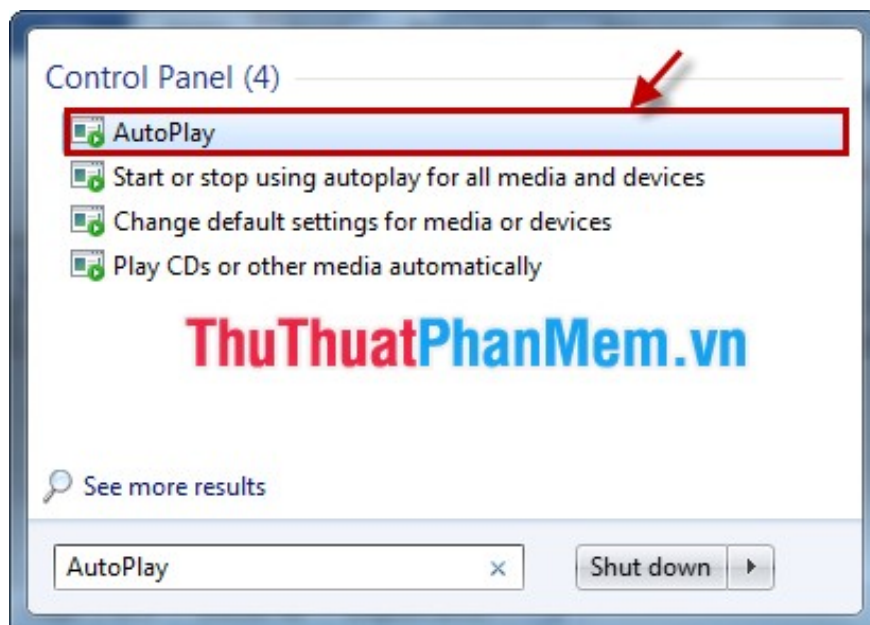 Control Panel (4)
AutoPlay
Start or stop using autoplay for all media and devices
Change default settings for media or devices
Play CDs or other media automatically
ThuThuatPhanMem.vn
See more results
AutoPlay
Shut down